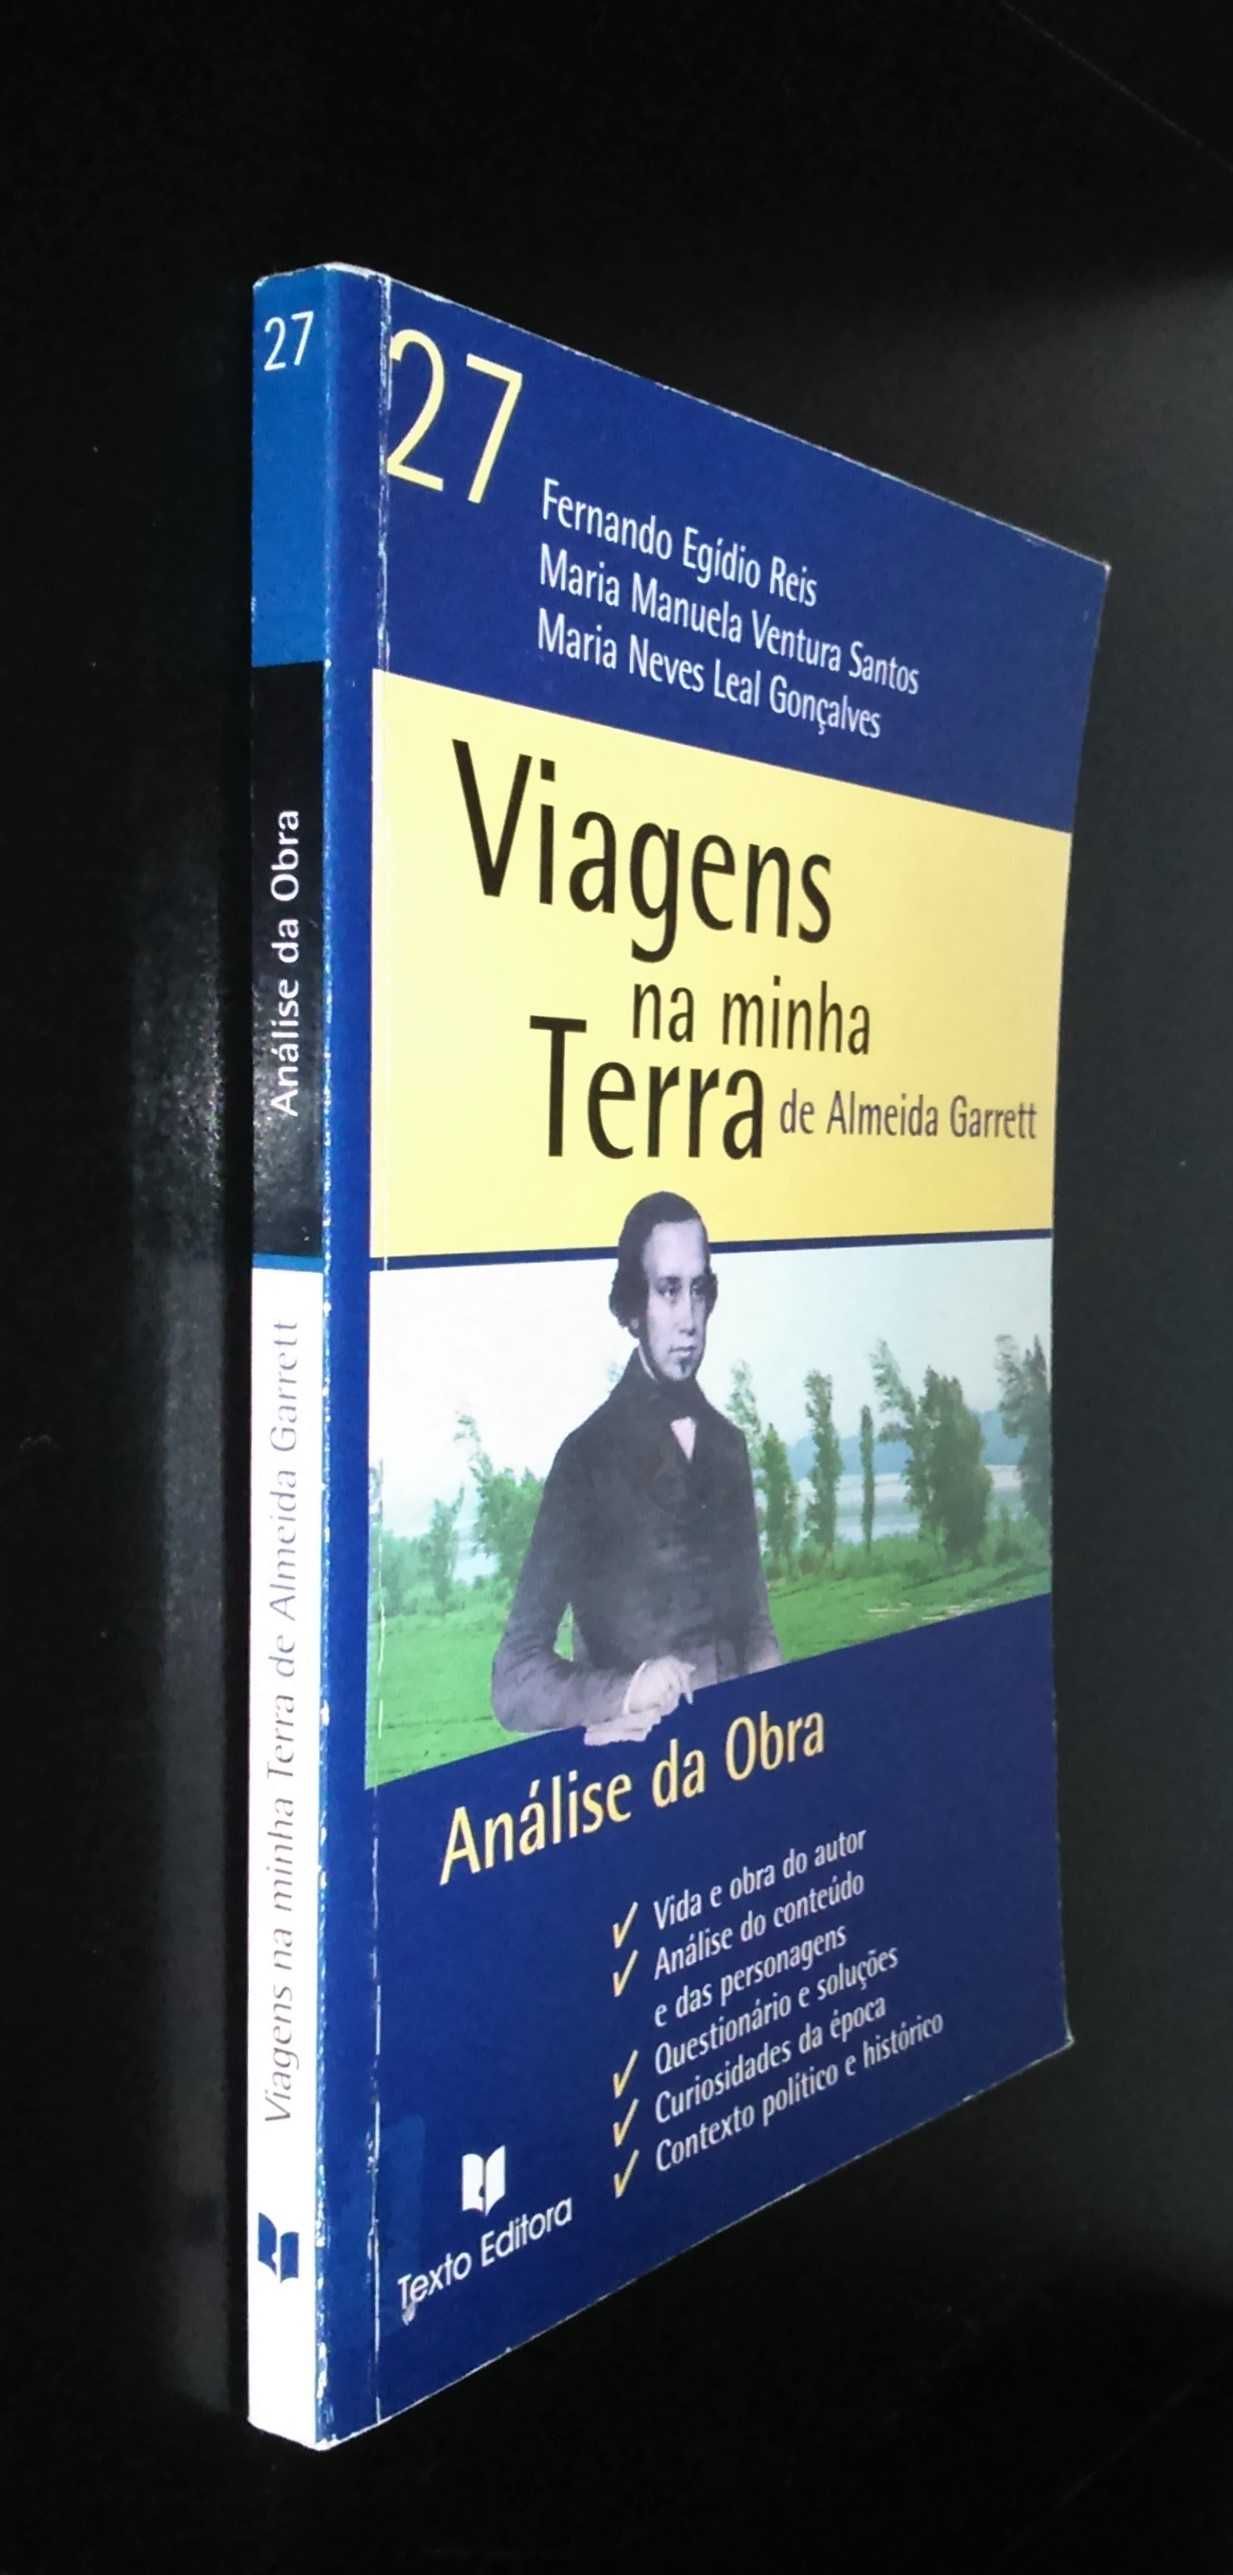 27
Análise da Obra
Viagens na minha Terra de Almeida Garrett
27
Fernando Egídio Reis
Maria Manuela Ventura Santos
Maria Neves Leal Gonçalves
Viagens
na minha
Terra de Almeida Garrett
Análise da Obra
✓ Vida e obra do autor
✓ Análise do conteúdo
e das personagens
✓ Questionário e soluções
✓ Curiosidades da época
✓ Contexto político e histórico
Texto Editora